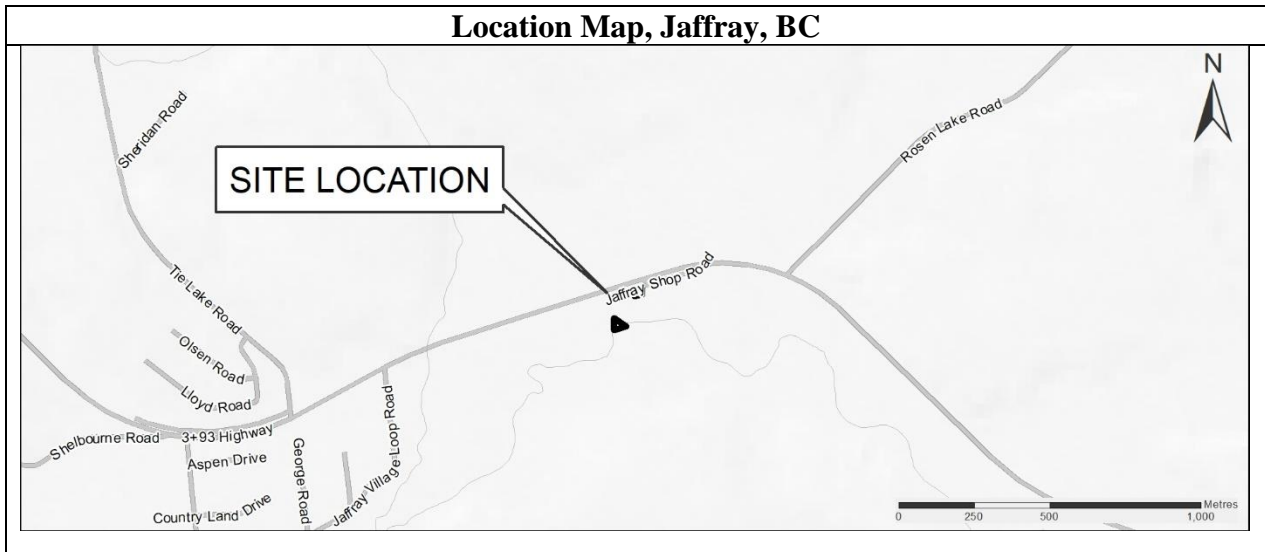 Location Map, Jaffray, BC
N
Sheridan Road
Rosen Lake Road
SITE LOCATION
Jaffray Shop Road
Tie Lake Road
Olsen Road
Lloyd Road
Shelbourne Road
3+93 Highway
Aspen Drive
George Road
Jaffray Village Loop Road
Country Land Drive
Metres
0 250 500 1,000